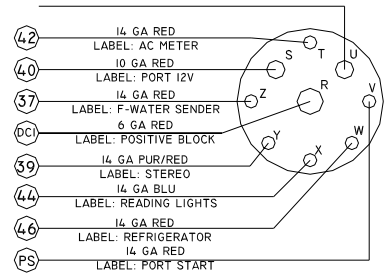 42 14 GA RED T
LABEL: AC METER
S U
40 10 GA RED
LABEL: PORT 12V
R
37 14 GA RED Z V
LABEL: F-WATER SENDER
DC1 6 GA RED
LABEL: POSITIVE BLOCK
Y W
39 14 GA PUR/RED
LABEL: STEREO
X
44 14 GA BLU
LABEL: READING LIGHTS
46 14 GA RED
LABEL: REFRIGERATOR
PS 14 GA RED
LABEL: PORT START